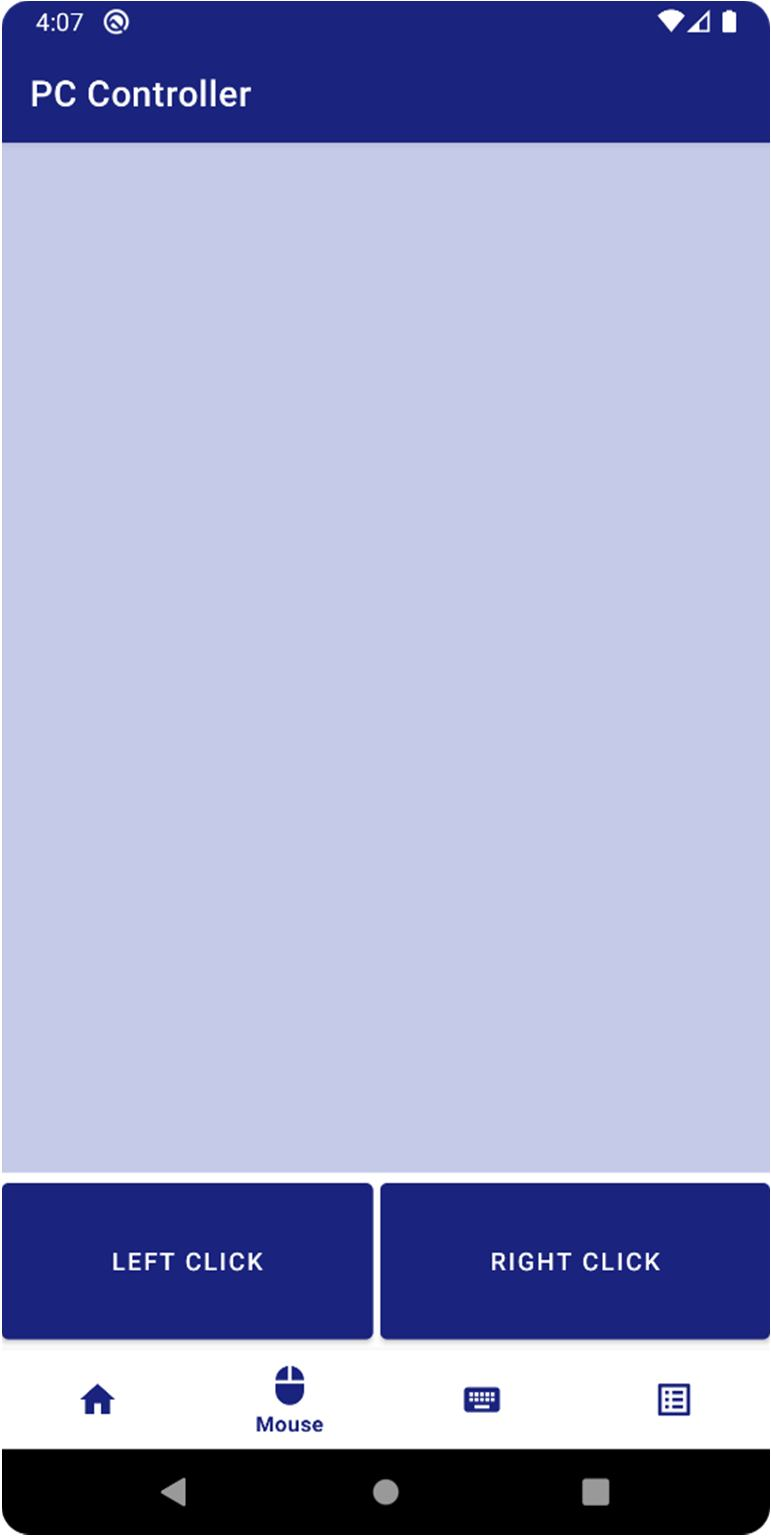 4:07
PC Controller
LEFT CLICK
RIGHT CLICK
Mouse